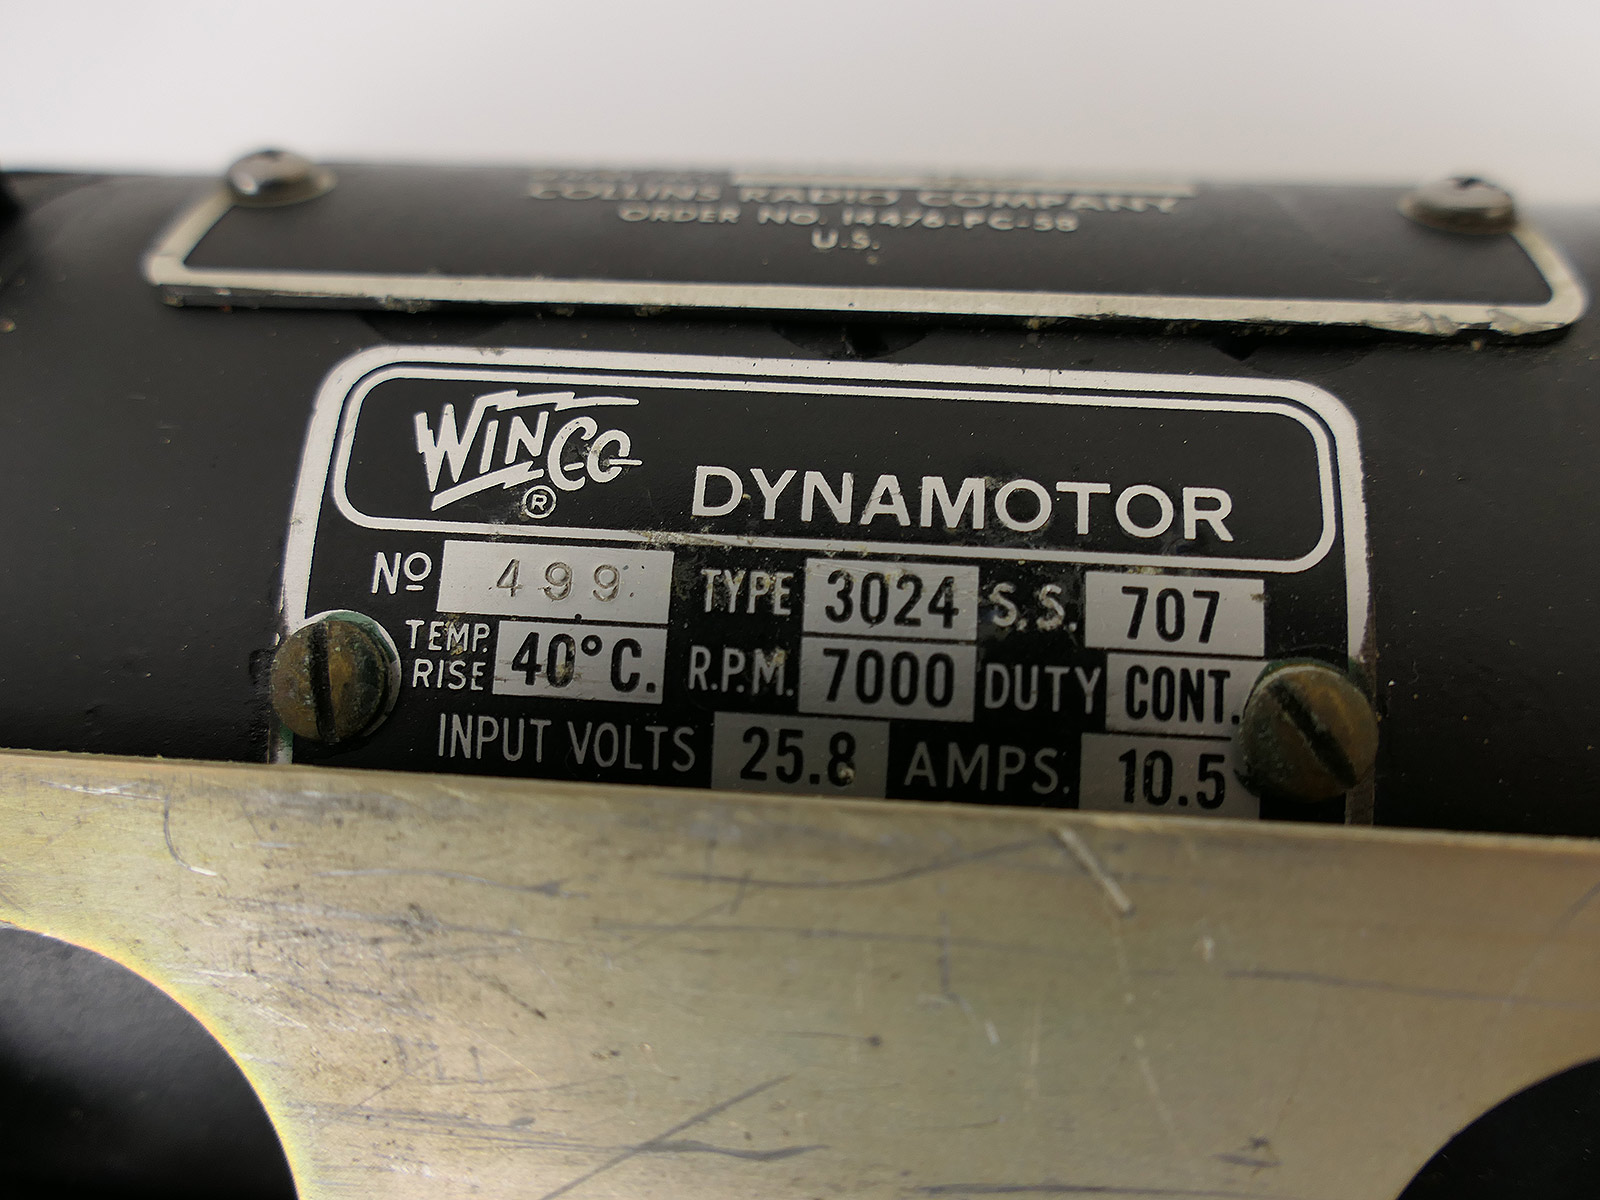 COLLINS RADIO COMPANY
ORDER NO. 14476-PC-58
U.S.
WINCO ® DYNAMOTOR
No 499 TYPE 3024 S.S. 707
TEMP. RISE 40°C. R.P.M. 7000 DUTY CONT.
INPUT VOLTS 25.8 AMPS. 10.5